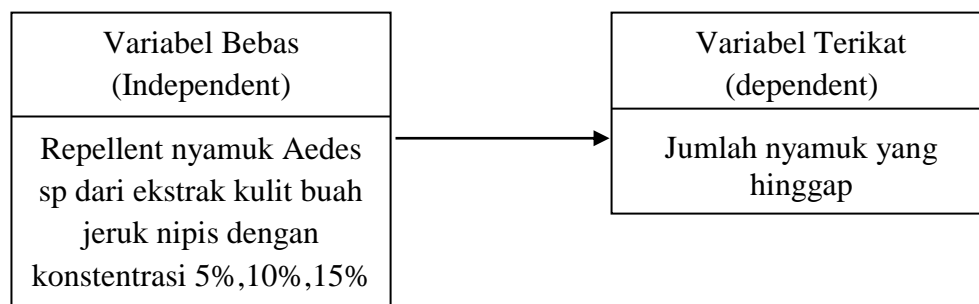 Variabel Bebas
(Independent)
Repellent nyamuk Aedes
sp dari ekstrak kulit buah
jeruk nipis dengan
konstentrasi 5%,10%,15%
Variabel Terikat
(dependent)
Jumlah nyamuk yang
hinggap